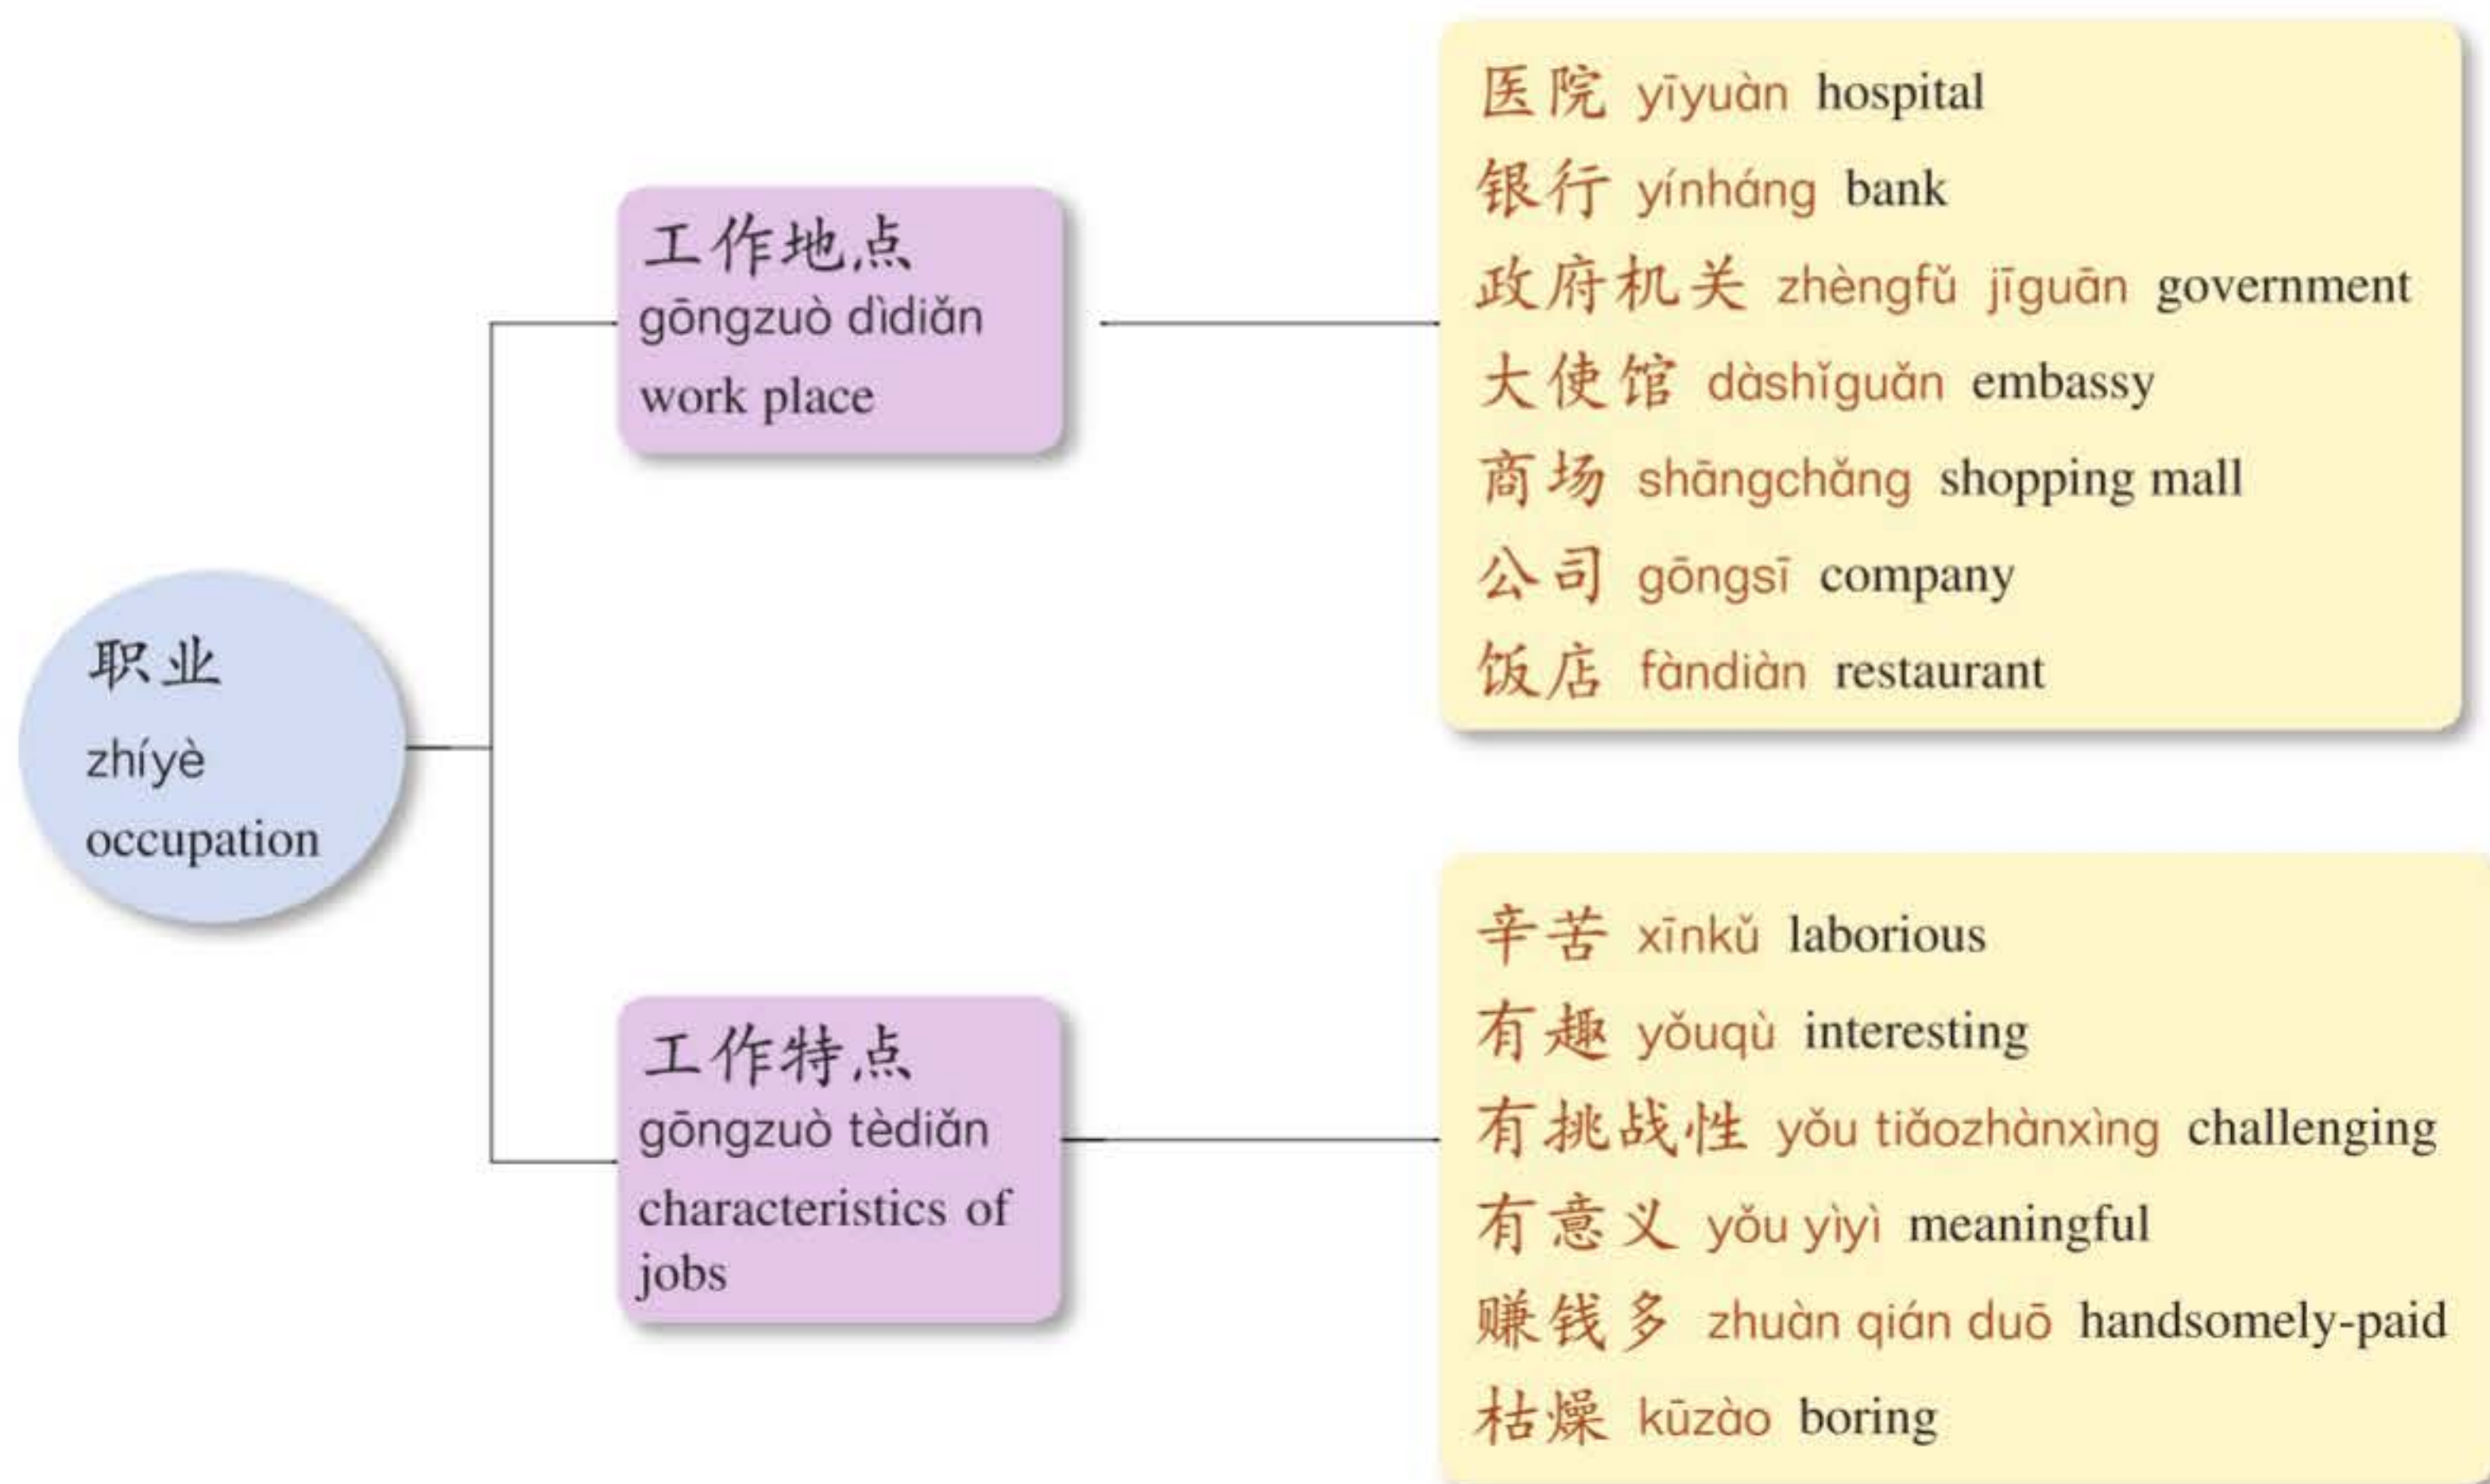 职业
zhíyè
occupation
工作地点
gōngzuò dìdiǎn
work place
医院 yīyuàn hospital
银行 yínháng bank
政府机关 zhèngfǔ jīguān government
大使馆 dàshǐguǎn embassy
商场 shāngchǎng shopping mall
公司 gōngsī company
饭店 fàndiàn restaurant
工作特点
gōngzuò tèdiǎn
characteristics of
jobs
辛苦 xīnkǔ laborious
有趣 yǒuqù interesting
有挑战性 yǒu tiǎozhànxìng challenging
有意义 yǒu yìyì meaningful
赚钱多 zhuàn qián duō handsomely-paid
枯燥 kūzào boring